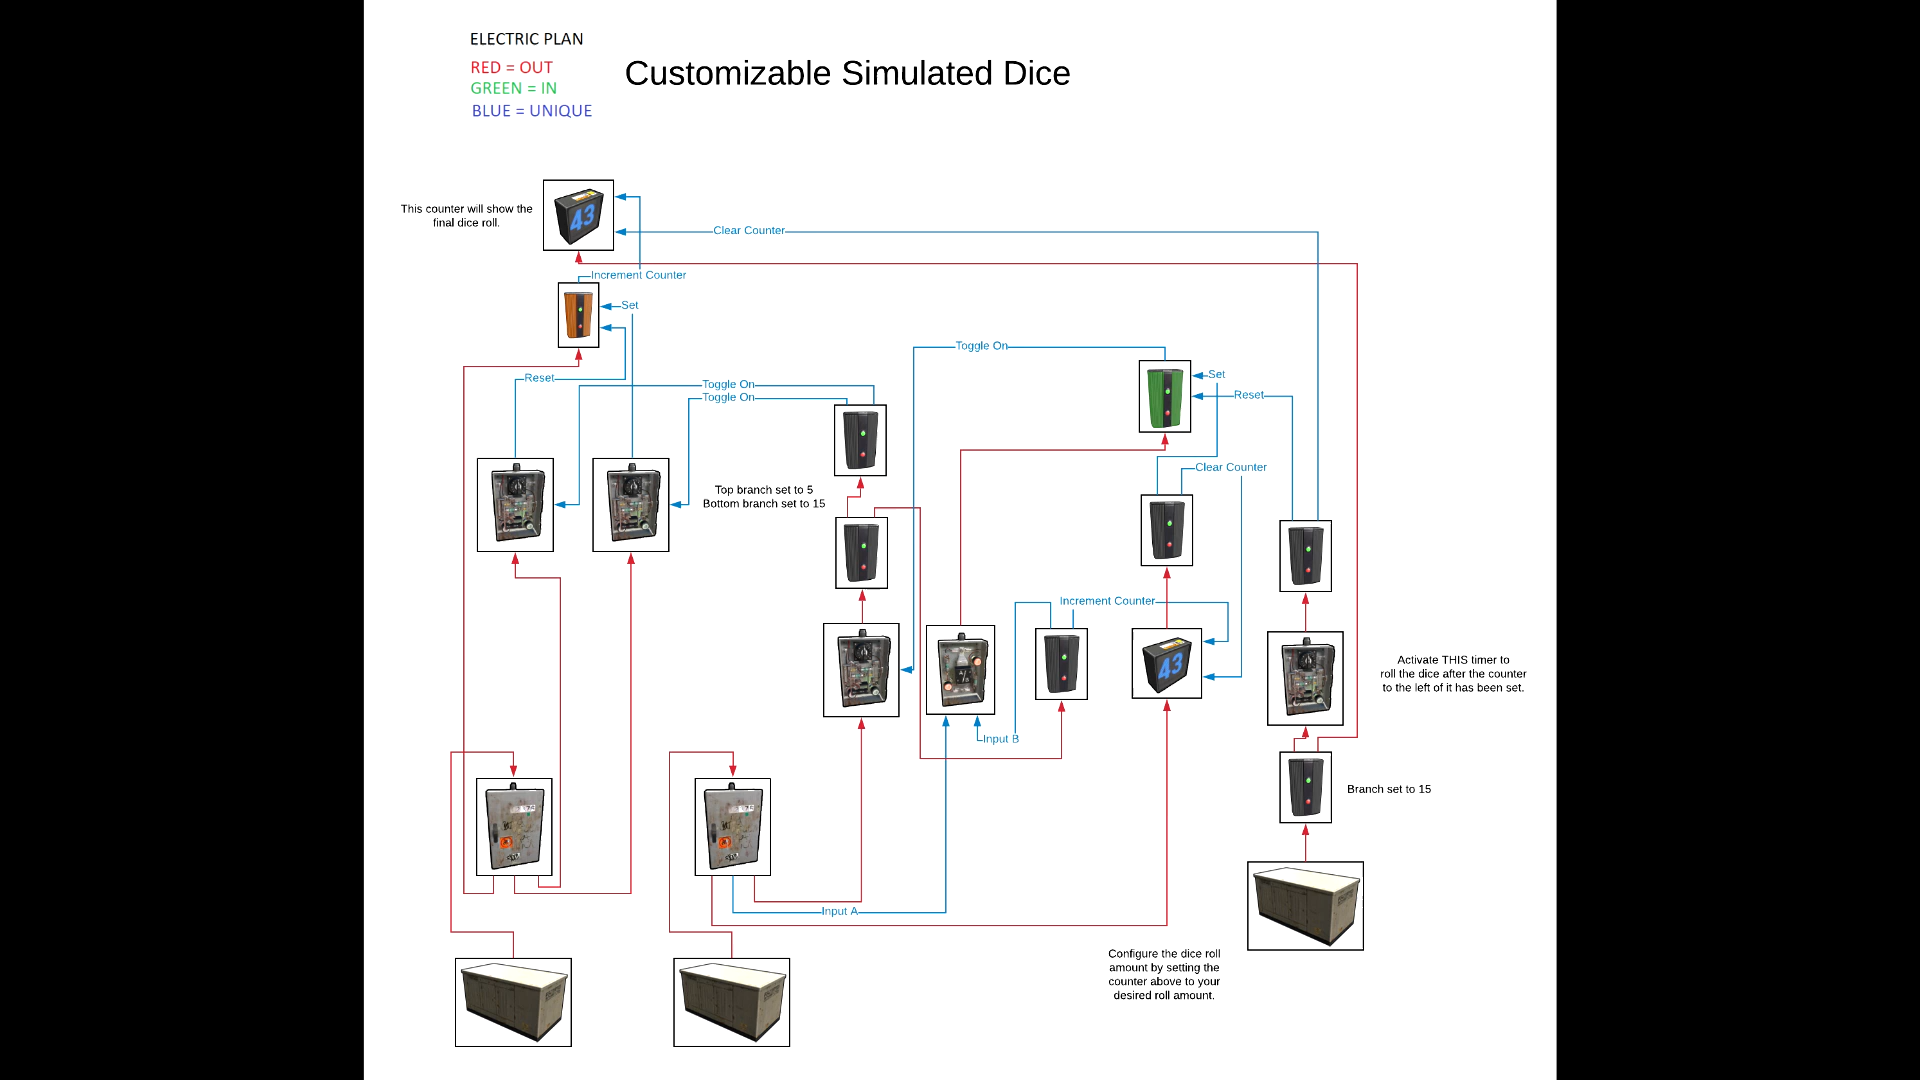 ELECTRIC PLAN
RED = OUT
GREEN = IN
BLUE = UNIQUE
Customizable Simulated Dice
This counter will show the
final dice roll.
43
Clear Counter
Increment Counter
Set
Reset
Toggle On
Toggle On
Toggle On
Set
Reset
Clear Counter
Top branch set to 5
Bottom branch set to 15
Increment Counter
43
Activate THIS timer to
roll the dice after the counter
to the left of it has been set.
Input B
Branch set to 15
Input A
Configure the dice roll
amount by setting the
counter above to your
desired roll amount.